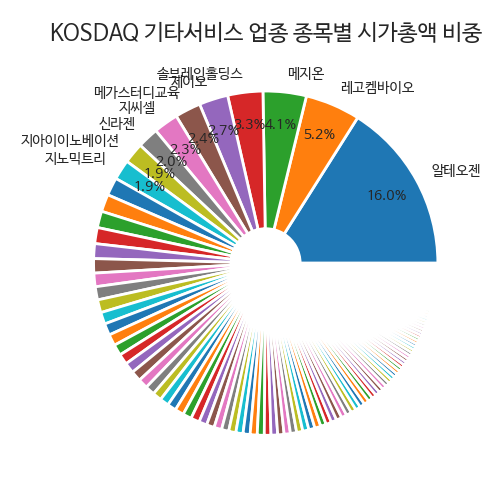 KOSDAQ 기타서비스 업종 종목별 시가총액 비중
알테오젠
레고켐바이오
메지온
솔브레인홀딩스
제이오
메가스터디교육
지씨셀
신라젠
지아이이노베이션
지노믹트리
16.0%
5.2%
4.1%
3.3%
2.7%
2.4%
2.3%
2.0%
1.9%
1.9%